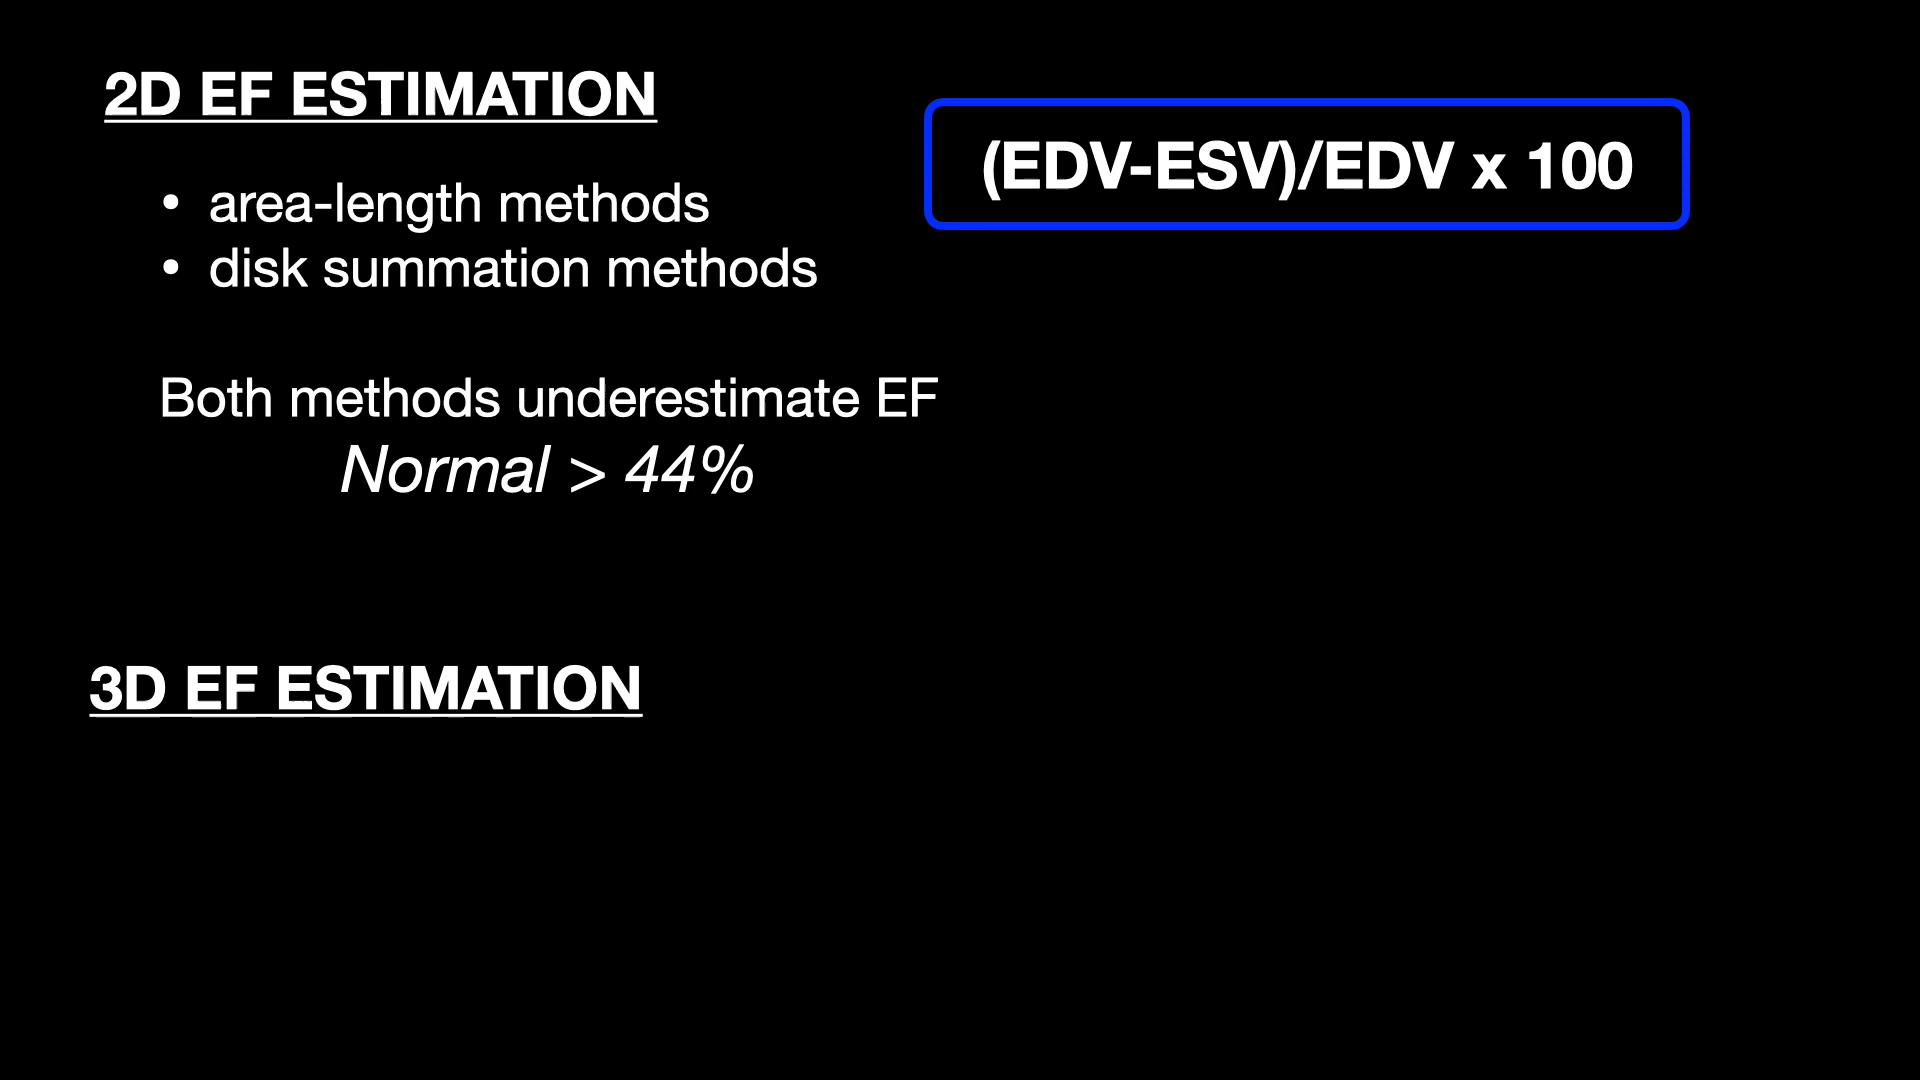 2D EF ESTIMATION
(EDV-ESV)/EDV x 100
• area-length methods
• disk summation methods
Both methods underestimate EF
Normal > 44%
3D EF ESTIMATION